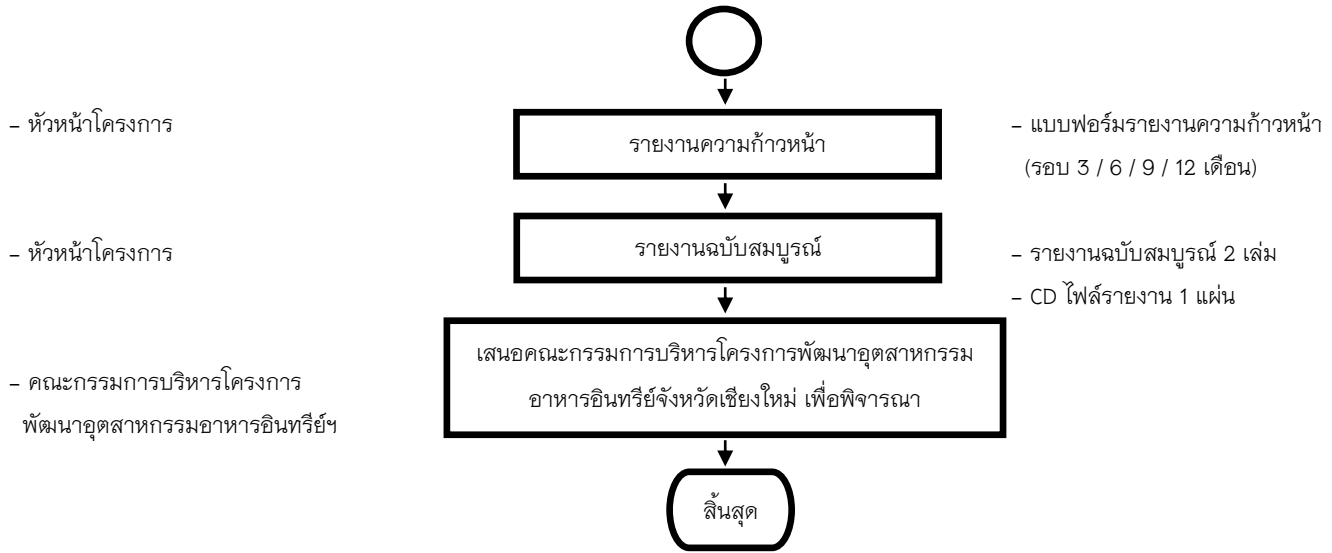 – หัวหน้าโครงการ
รายงานความก้าวหน้า
– แบบฟอร์มรายงานความก้าวหน้า
(รอบ 3 / 6 / 9 / 12 เดือน)
– หัวหน้าโครงการ
รายงานฉบับสมบูรณ์
– รายงานฉบับสมบูรณ์ 2 เล่ม
– CD ไฟล์รายงาน 1 แผ่น
– คณะกรรมการบริหารโครงการ
พัฒนาอุตสาหกรรมอาหารอินทรีย์ฯ
เสนอคณะกรรมการบริหารโครงการพัฒนาอุตสาหกรรม
อาหารอินทรีย์จังหวัดเชียงใหม่ เพื่อพิจารณา
สิ้นสุด